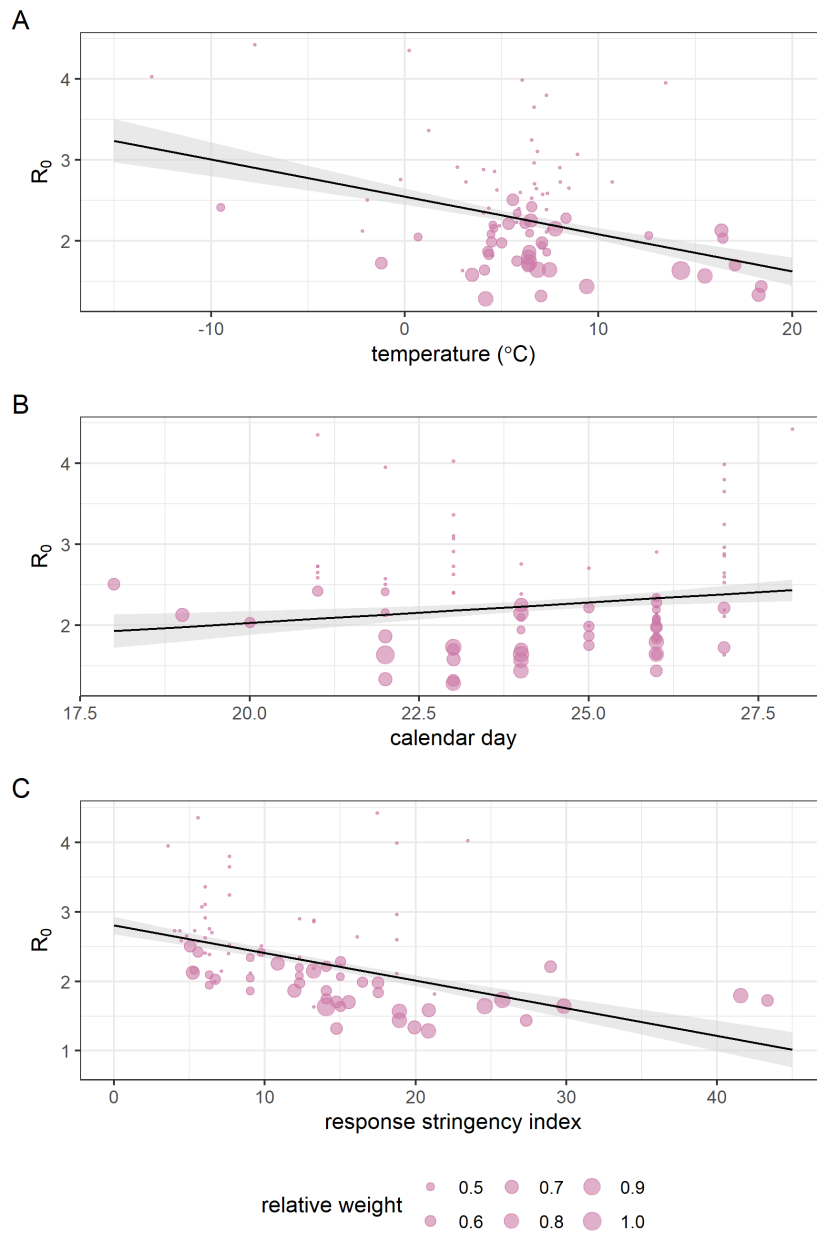 A
4
3
2
R0
-10 0 10 20
temperature (°C)
B
4
3
2
R0
17.5 20.0 22.5 25.0 27.5
calendar day
C
4
3
2
1
R0
0 10 20 30 40
response stringency index
relative weight
0.5 0.7 0.9
0.6 0.8 1.0